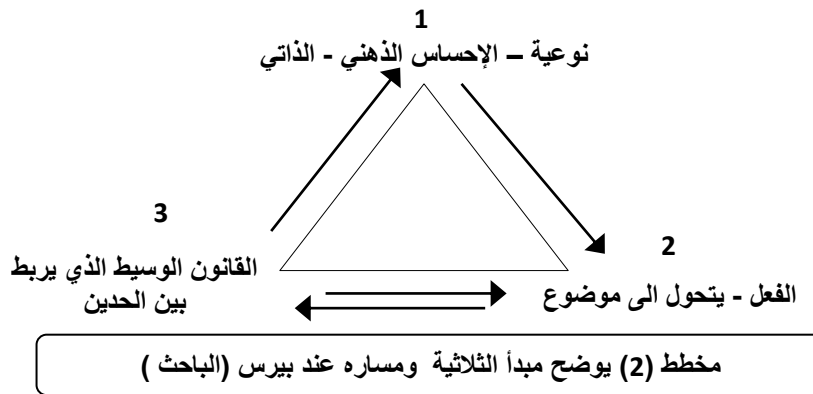 1
نوعية – الإحساس الذهني - الذاتي
3
2
القانون الوسيط الذي يربط
بين الحدين
الفعل - يتحول الى موضوع
مخطط (2) يوضح مبدأ الثلاثية ومساره عند بيرس (الباحث )